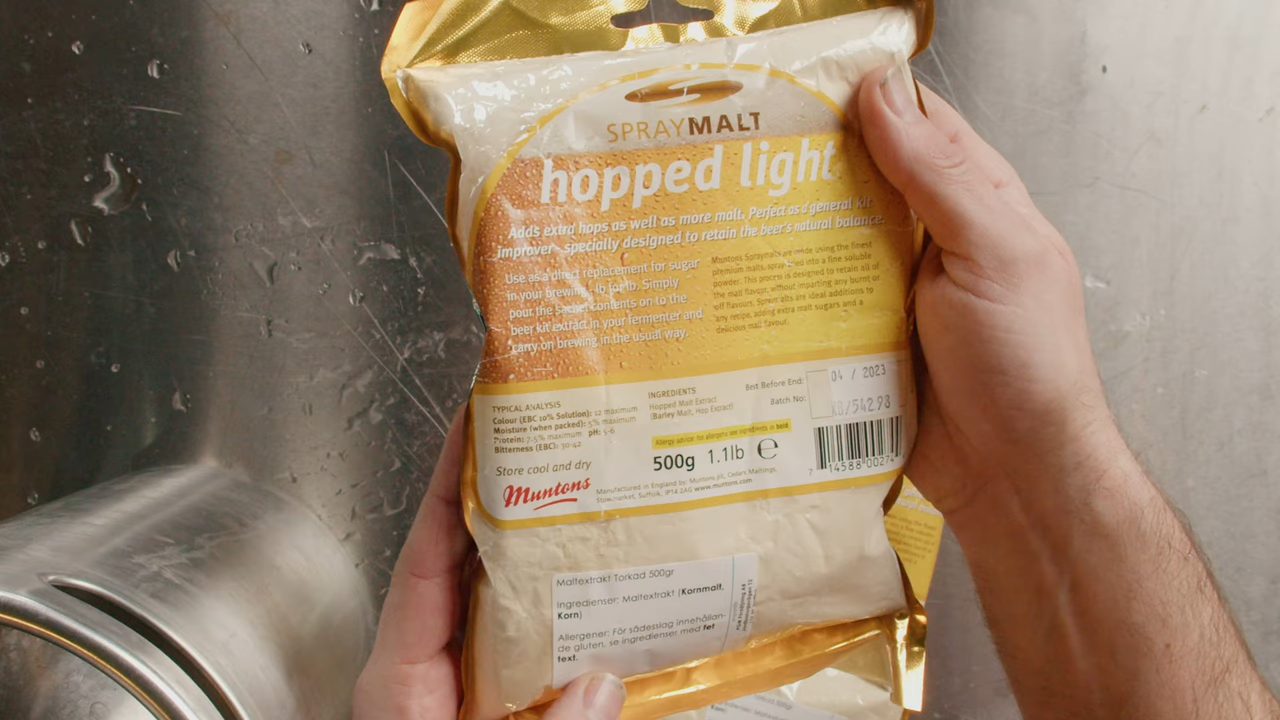 SPRAYMALT
hopped light
Adds extra hops as well as more malt. Perfect as a general kit
improver - specially designed to retain the beer's natural balance.
Use as a direct replacement for sugar
in your brewing, lb for lb. Simply
pour the sachet contents on to the
beer kit extract in your fermenter and
carry on brewing in the usual way.
Muntons Spraymalts are made using the finest
premium malts, spray dried into a fine soluble
powder. This process is designed to retain all of
the malt flavour, without imparting any burnt or
off flavours. Spraymalts are ideal additions to
any recipe, adding extra malt sugars and a
delicious malt flavour.
TYPICAL ANALYSIS
Colour (EBC 10% Solution): 12 maximum
Moisture (when packed): 5% maximum
Protein: 7.5% maximum pH: 5-6
Bitterness (EBC): 30-42
Store cool and dry
Muntons
INGREDIENTS
Hopped Malt Extract
(Barley Malt, Hop Extract)
Best Before End: 04 / 2023
Batch No: KB/54298
Allergy advice: for allergens see ingredients in bold
500g 1.1lb e
7 14588 00274
Manufactured in England by: Muntons plc, Cedars Maltings,
Stowmarket, Suffolk, IP14 2AG www.muntons.com
Maltextrakt Torkad 500gr
Ingredienser: Maltextrakt (Kornmalt,
Korn)
Allergener: För sädesslag innehållan-
de gluten, se ingredienser med fet
text.